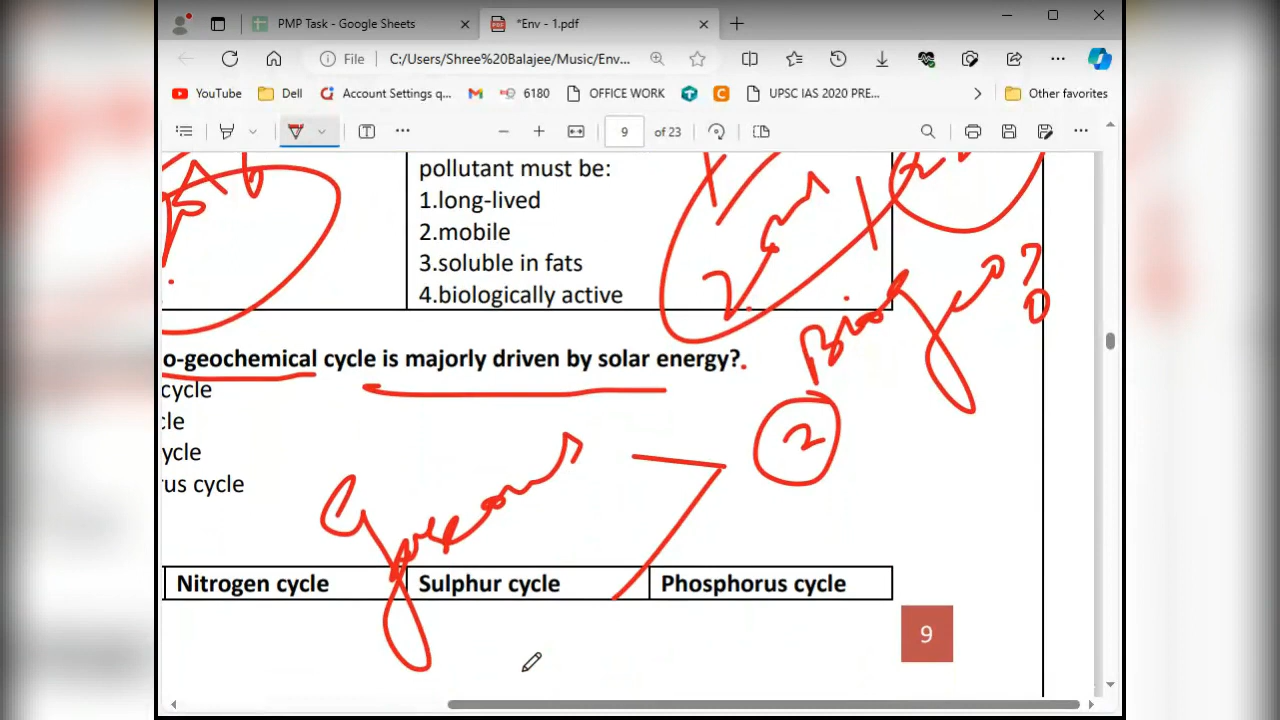 PMP Task - Google Sheets
*Env - 1.pdf
File
C:/Users/Shree%20Balajee/Music/Env...
YouTube
Dell
Account Settings q...
6180
OFFICE WORK
UPSC IAS 2020 PRE...
Other favorites
9 of 23
pollutant must be:
1.long-lived
2.mobile
3.soluble in fats
4.biologically active
o-geochemical cycle is majorly driven by solar energy?
cycle
cle
ycle
rus cycle
2
Gaseous
Nitrogen cycle
Sulphur cycle
Phosphorus cycle
9